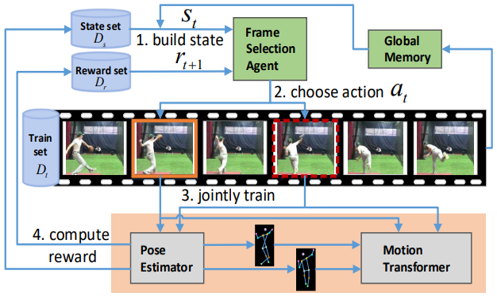 State set
D_s
s_t
1. build state
Frame
Selection
Agent
Global
Memory
Reward set
D_r
r_{t+1}
2. choose action a_t
Train
set
D_t
3. jointly train
4. compute
reward
Pose
Estimator
Motion
Transformer